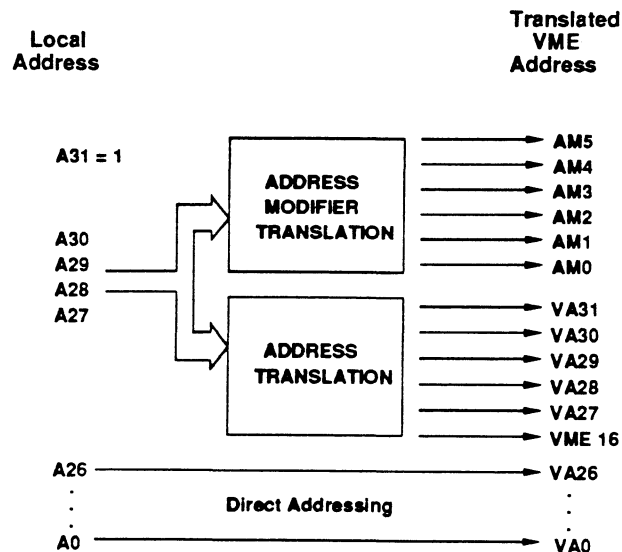 Local
Address
Translated
VME
Address
A31 = 1
A30
A29
A28
A27
ADDRESS
MODIFIER
TRANSLATION
AM5
AM4
AM3
AM2
AM1
AM0
ADDRESS
TRANSLATION
VA31
VA30
VA29
VA28
VA27
VME 16
A26
VA26
Direct Addressing
A0
VA0